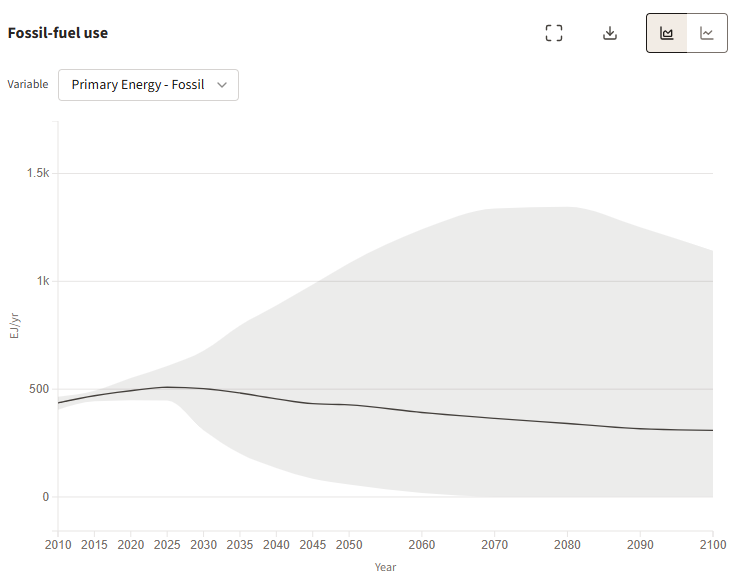 Fossil-fuel use
Variable Primary Energy - Fossil
1.5k
1k
EJ/yr
500
0
2010 2015 2020 2025 2030 2035 2040 2045 2050 2060 2070 2080 2090 2100
Year